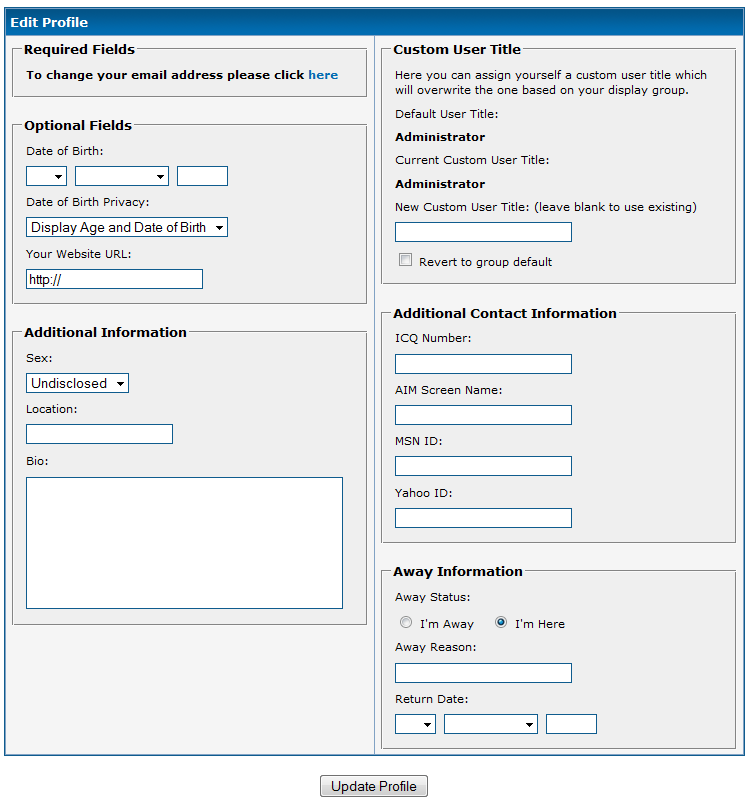 Edit Profile
Required Fields
To change your email address please click here
Optional Fields
Date of Birth:
Date of Birth Privacy:
Display Age and Date of Birth
Your Website URL:
http://
Additional Information
Sex:
Undisclosed
Location:
Bio:
Custom User Title
Here you can assign yourself a custom user title which
will overwrite the one based on your display group.
Default User Title:
Administrator
Current Custom User Title:
Administrator
New Custom User Title: (leave blank to use existing)
Revert to group default
Additional Contact Information
ICQ Number:
AIM Screen Name:
MSN ID:
Yahoo ID:
Away Information
Away Status:
I'm Away I'm Here
Away Reason:
Return Date:
Update Profile